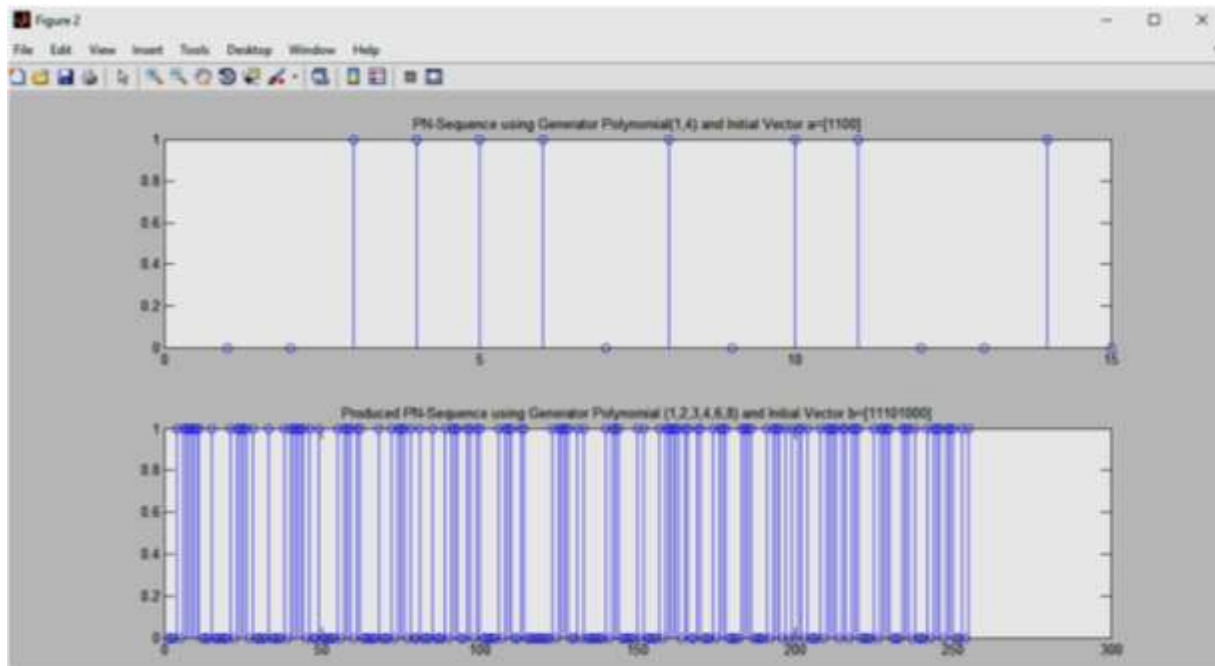 Figure 2
File Edit View Insert Tools Desktop Window Help
PN-Sequence using Generator Polynomial(1,4) and Initial Vector a=[1100]
1
0.8
0.6
0.4
0.2
0
0 5 10 15
Produced PN-Sequence using Generator Polynomial (1,2,3,4,6,8) and Initial Vector b=[11101000]
1
0.8
0.6
0.4
0.2
0
0 50 100 150 200 250 300